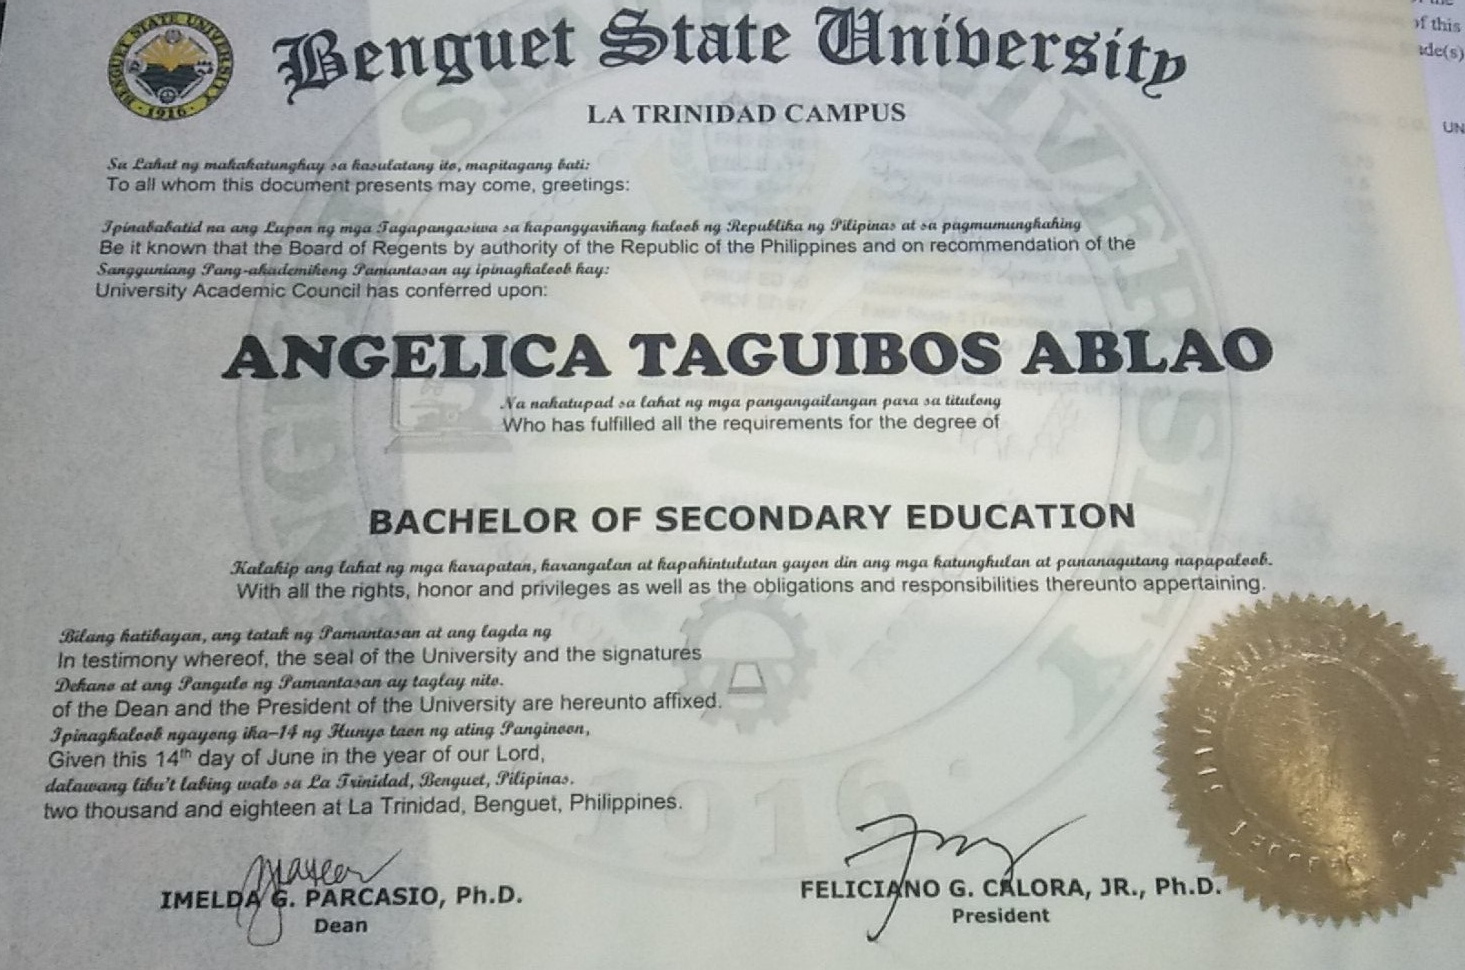 BENGUET STATE UNIVERSITY
1916
Benguet State University
LA TRINIDAD CAMPUS
Sa Lahat ng makakatunghay sa kasulatang ito, mapitagang bati:
To all whom this document presents may come, greetings:
Ipinababatid na ang Lupon ng mga Tagapangasiwa sa kapangyarihang kaloob ng Republika ng Pilipinas at sa pagmumungkahing
Be it known that the Board of Regents by authority of the Republic of the Philippines and on recommendation of the
Sangguniang Pang-akademikong Pamantasan ay ipinagkaloob kay:
University Academic Council has conferred upon:
ANGELICA TAGUIBOS ABLAO
Na nakatupad sa lahat ng mga pangangailangan para sa titulong
Who has fulfilled all the requirements for the degree of
BACHELOR OF SECONDARY EDUCATION
Kalakip ang lahat ng mga karapatan, karangalan at kapahintulutan gayon din ang mga katungkulan at pananagutang napapaloob.
With all the rights, honor and privileges as well as the obligations and responsibilities thereunto appertaining.
Bilang katibayan, ang tatak ng Pamantasan at ang lagda ng
In testimony whereof, the seal of the University and the signatures
Dekano at ang Pangulo ng Pamantasan ay taglay nito.
of the Dean and the President of the University are hereunto affixed.
Ipinagkaloob ngayong ika-14 ng Hunyo taon ng ating Panginoon,
Given this 14th day of June in the year of our Lord,
dalawang libu't labing walo sa La Trinidad, Benguet, Pilipinas.
two thousand and eighteen at La Trinidad, Benguet, Philippines.
1916
IMELDA G. PARCASIO, Ph.D.
Dean
FELICIANO G. CALORA, JR., Ph.D.
President
of this
UN